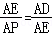 AE/AP = AD/AE